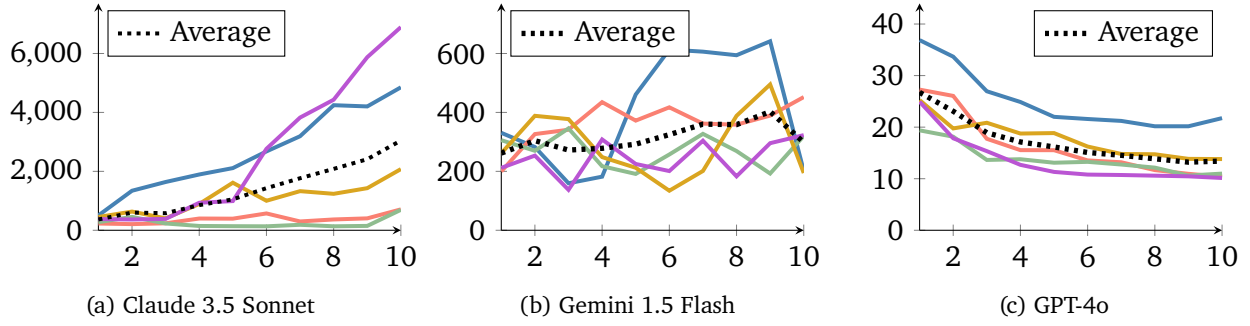 Average
6,000
4,000
2,000
0
2 4 6 8 10
(a) Claude 3.5 Sonnet
Average
600
400
200
0
2 4 6 8 10
(b) Gemini 1.5 Flash
Average
40
30
20
10
0
2 4 6 8 10
(c) GPT-4o